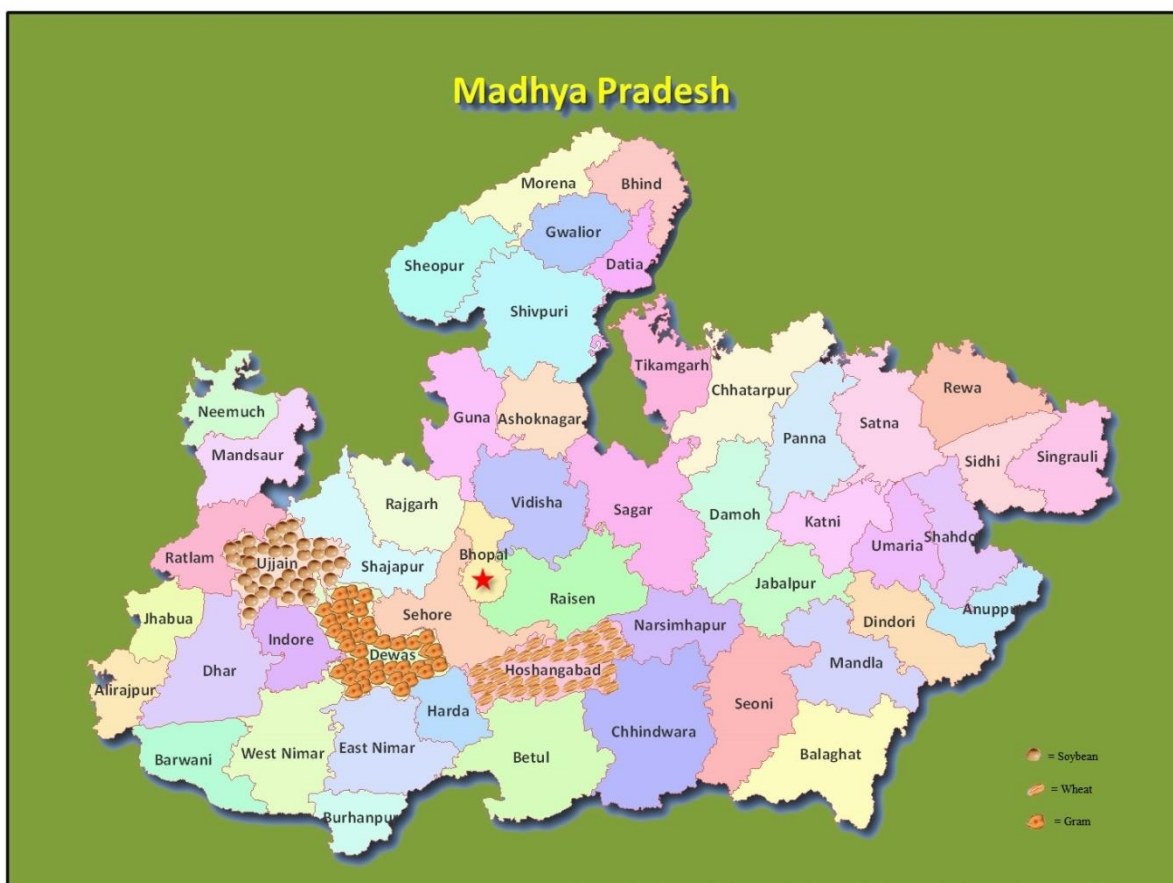 Madhya Pradesh
Morena
Bhind
Gwalior
Sheopur
Datia
Shivpuri
Tikamgarh
Chhatarpur
Rewa
Neemuch
Guna
Ashoknagar
Satna
Panna
Mandsaur
Sidhi
Singrauli
Rajgarh
Vidisha
Sagar
Damoh
Katni
Shahdo
Umaria
Ratlam
Ujjain
Shajapur
Bhopal
Jabalpur
Raisen
Jhabua
Sehore
Narsimhapur
Dindori
Anuppu
Indore
Dhar
Dewas
Hoshangabad
Mandla
Alirajpur
Harda
Seoni
Chhindwara
Barwani
West Nimar
East Nimar
Betul
Balaghat
Burhanpur
= Soybean
= Wheat
= Gram